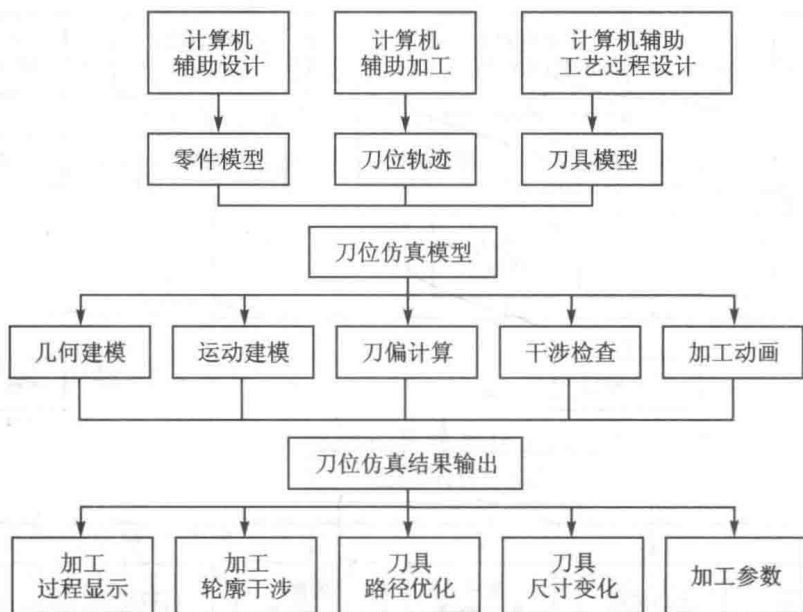 计算机
辅助设计
计算机
辅助加工
计算机辅助
工艺过程设计
零件模型
刀位轨迹
刀具模型
刀位仿真模型
几何建模
运动建模
刀偏计算
干涉检查
加工动画
刀位仿真结果输出
加工
过程显示
加工
轮廓干涉
刀具
路径优化
刀具
尺寸变化
加工参数